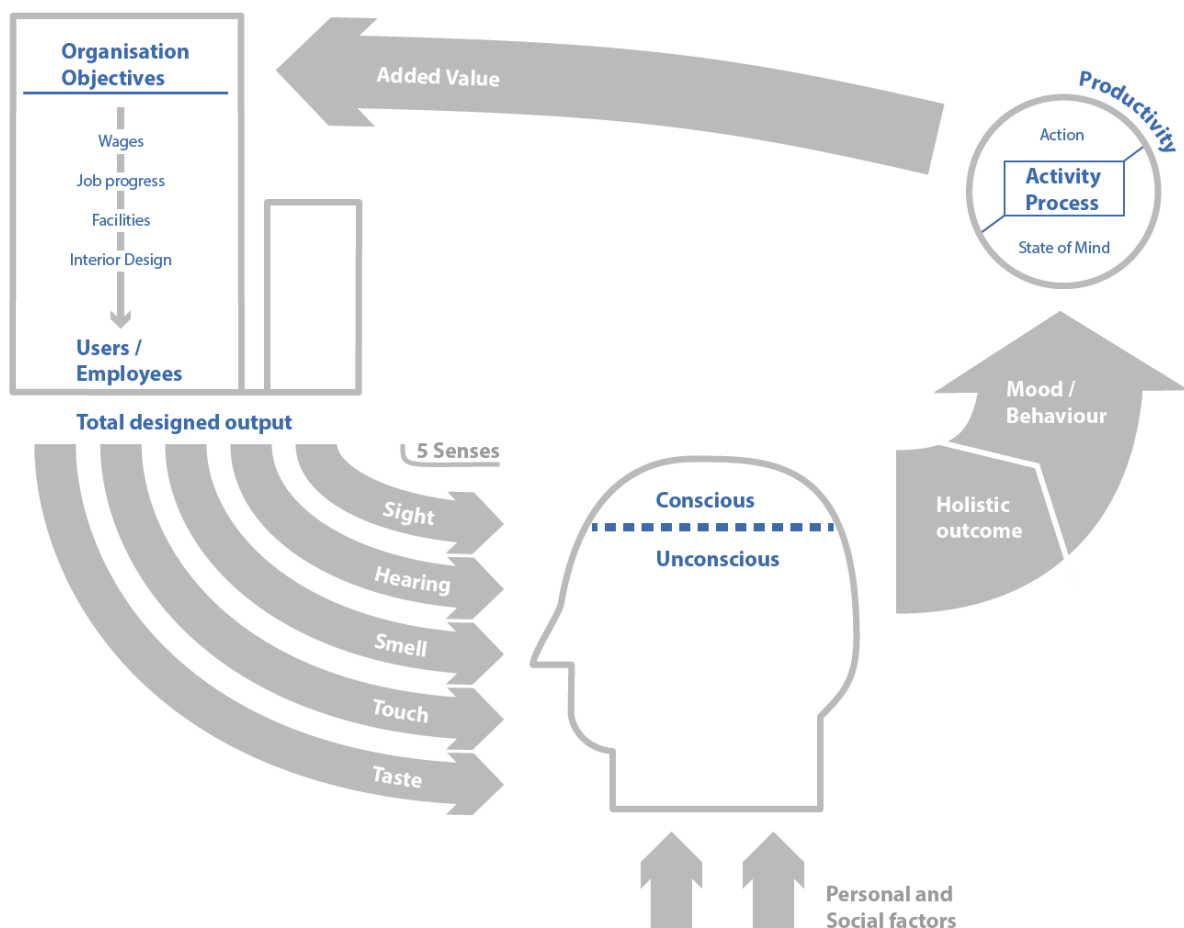 Organisation
Objectives
Wages
Job progress
Facilities
Interior Design
Users /
Employees
Total designed output
5 Senses
Sight
Hearing
Smell
Touch
Taste
Conscious
Unconscious
Personal and
Social factors
Holistic
outcome
Mood /
Behaviour
Productivity
Action
Activity
Process
State of Mind
Added Value